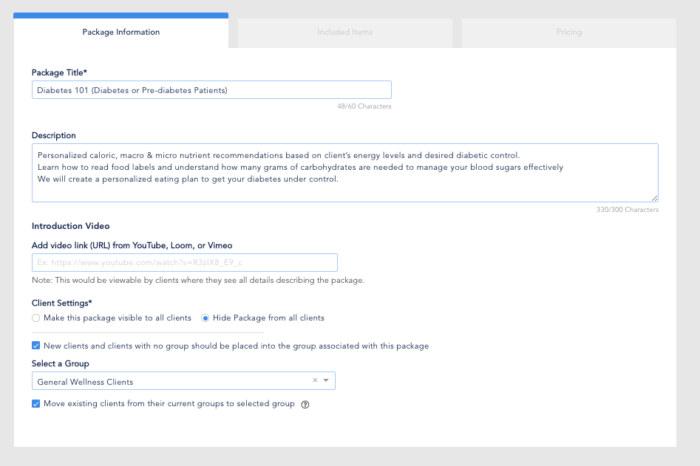 Package Information
Included Items
Pricing
Package Title*
Diabetes 101 (Diabetes or Pre-diabetes Patients)
48/60 Characters
Description
Personalized caloric, macro & micro nutrient recommendations based on client's energy levels and desired diabetic control.
Learn how to read food labels and understand how many grams of carbohydrates are needed to manage your blood sugars effectively
We will create a personalized eating plan to get your diabetes under control.
330/300 Characters
Introduction Video
Add video link (URL) from YouTube, Loom, or Vimeo
Ex: https://www.youtube.com/watch?v=
Note: This would be viewable by clients where they see all details describing the package.
Client Settings*
Make this package visible to all clients
Hide Package from all clients
New clients and clients with no group should be placed into the group associated with this package
Select a Group
General Wellness Clients
Move existing clients from their current groups to selected group